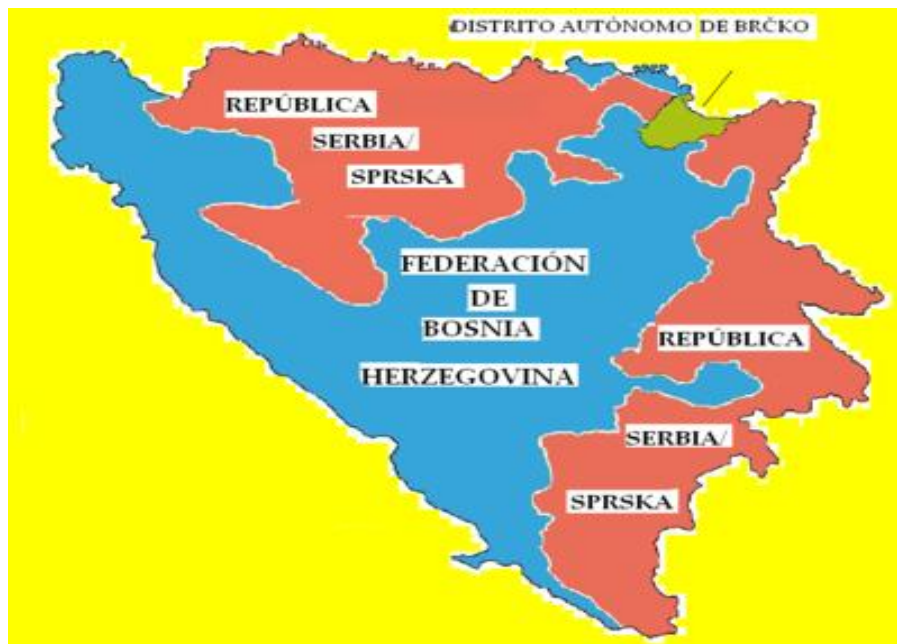 DISTRITO AUTÓNOMO DE BRČKO
REPÚBLICA
SERBIA/
SPRSKA
FEDERACIÓN
DE
BOSNIA
HERZEGOVINA
REPÚBLICA
SERBIA/
SPRSKA